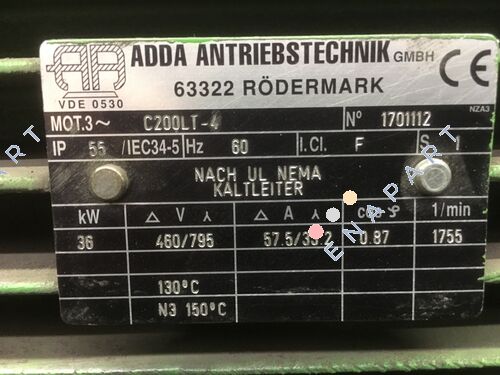 ADDA ANTRIEBSTECHNIK GMBH
63322 RÖDERMARK
VDE 0530
CE
NZA3
MOT.3~ C200LT-4 Nº 1701112
IP 55 /IEC34-5 Hz 60 I.Cl. F S 1
NACH UL NEMA
KALTLEITER
kW △ V ⅄ △ A ⅄ cos φ 1/min
36 460/795 57.5/33.2 0.87 1755
130°C
N3 150°C
ENAPART